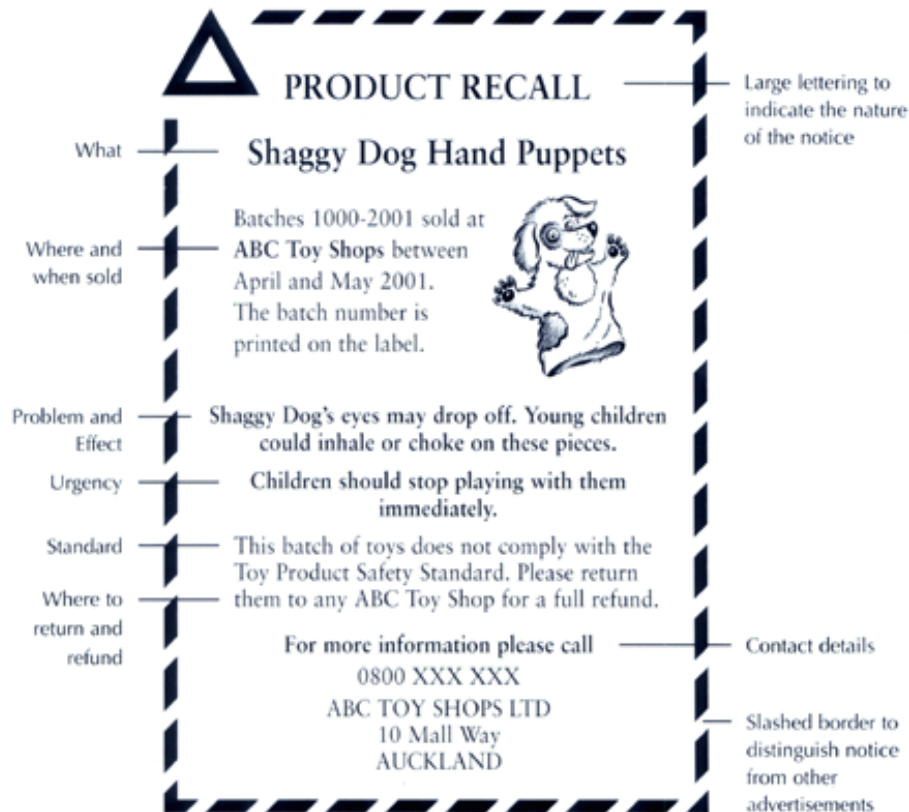 PRODUCT RECALL
Large lettering to
indicate the nature
of the notice
What
Shaggy Dog Hand Puppets
Where and
when sold
Batches 1000-2001 sold at
ABC Toy Shops between
April and May 2001.
The batch number is
printed on the label.
Problem and
Effect
Shaggy Dog's eyes may drop off. Young children
could inhale or choke on these pieces.
Urgency
Children should stop playing with them
immediately.
Standard
This batch of toys does not comply with the
Toy Product Safety Standard. Please return
them to any ABC Toy Shop for a full refund.
Where to
return and
refund
For more information please call
Contact details
0800 XXX XXX
ABC TOY SHOPS LTD
10 Mall Way
AUCKLAND
Slashed border to
distinguish notice
from other
advertisements